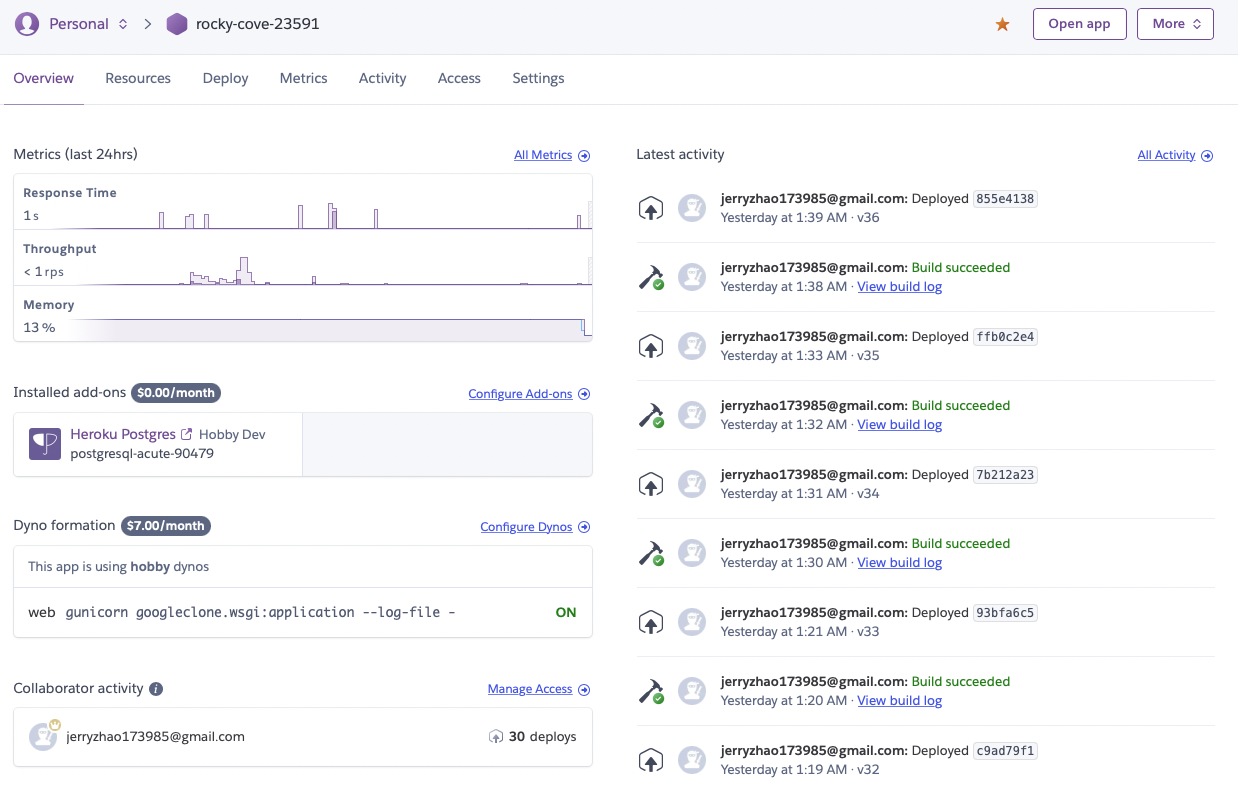 Personal
rocky-cove-23591
Open app
More
Overview
Resources
Deploy
Metrics
Activity
Access
Settings
Metrics (last 24hrs)
All Metrics
Response Time
1 s
Throughput
< 1 rps
Memory
13 %
Installed add-ons $0.00/month
Configure Add-ons
Heroku Postgres Hobby Dev
postgresql-acute-90479
Dyno formation $7.00/month
Configure Dynos
This app is using hobby dynos
web gunicorn googleclone.wsgi:application --log-file - ON
Collaborator activity i
Manage Access
jerryzhao173985@gmail.com 30 deploys
Latest activity
All Activity
jerryzhao173985@gmail.com: Deployed 855e4138
Yesterday at 1:39 AM · v36
jerryzhao173985@gmail.com: Build succeeded
Yesterday at 1:38 AM · View build log
jerryzhao173985@gmail.com: Deployed ffb0c2e4
Yesterday at 1:33 AM · v35
jerryzhao173985@gmail.com: Build succeeded
Yesterday at 1:32 AM · View build log
jerryzhao173985@gmail.com: Deployed 7b212a23
Yesterday at 1:31 AM · v34
jerryzhao173985@gmail.com: Build succeeded
Yesterday at 1:30 AM · View build log
jerryzhao173985@gmail.com: Deployed 93bfa6c5
Yesterday at 1:21 AM · v33
jerryzhao173985@gmail.com: Build succeeded
Yesterday at 1:20 AM · View build log
jerryzhao173985@gmail.com: Deployed c9ad79f1
Yesterday at 1:19 AM · v32